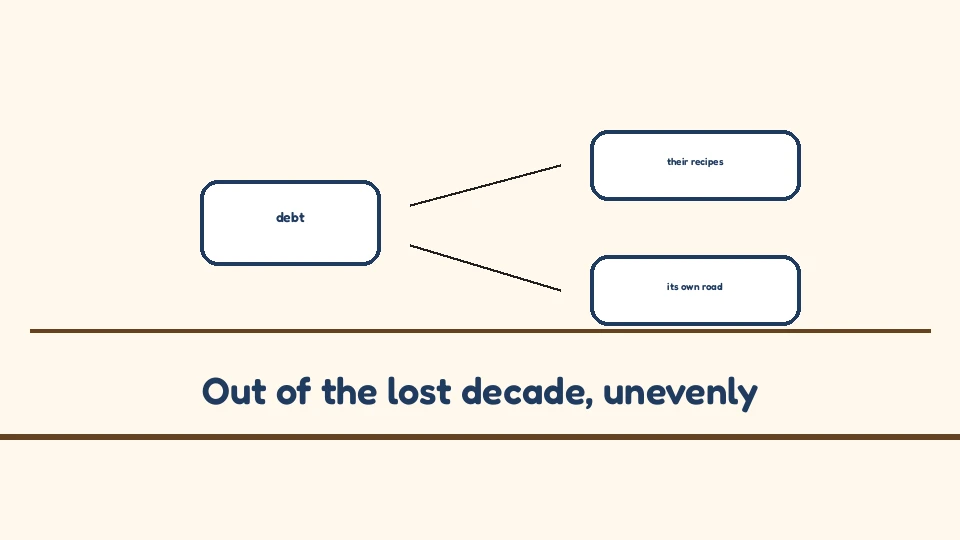 debt
their recipes
its own road
Out of the lost decade, unevenly